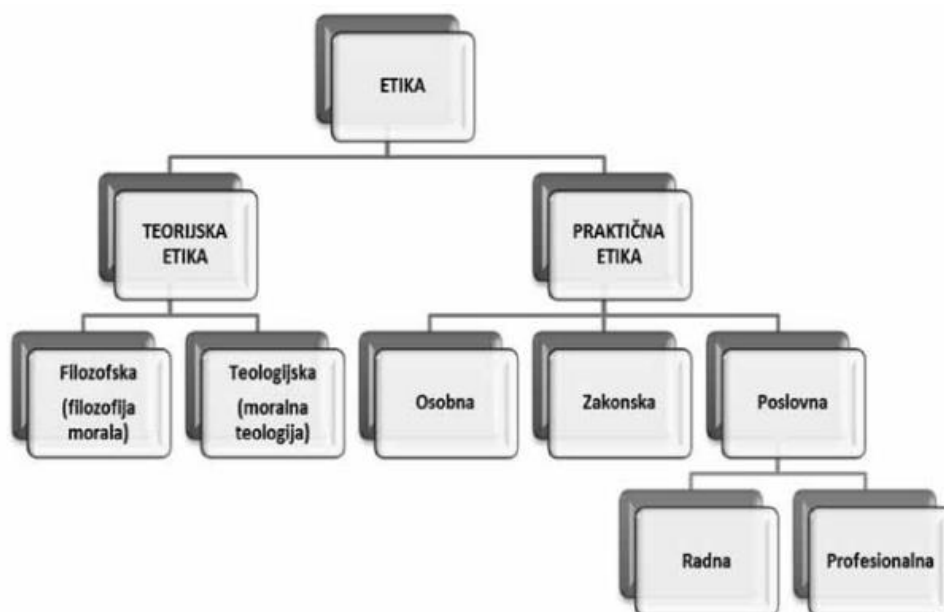 ETIKA
TEORIJSKA
ETIKA
PRAKTIČNA
ETIKA
Filozofska
(filozofija
morala)
Teologijska
(moralna
teologija)
Osobna
Zakonska
Poslovna
Radna
Profesionalna